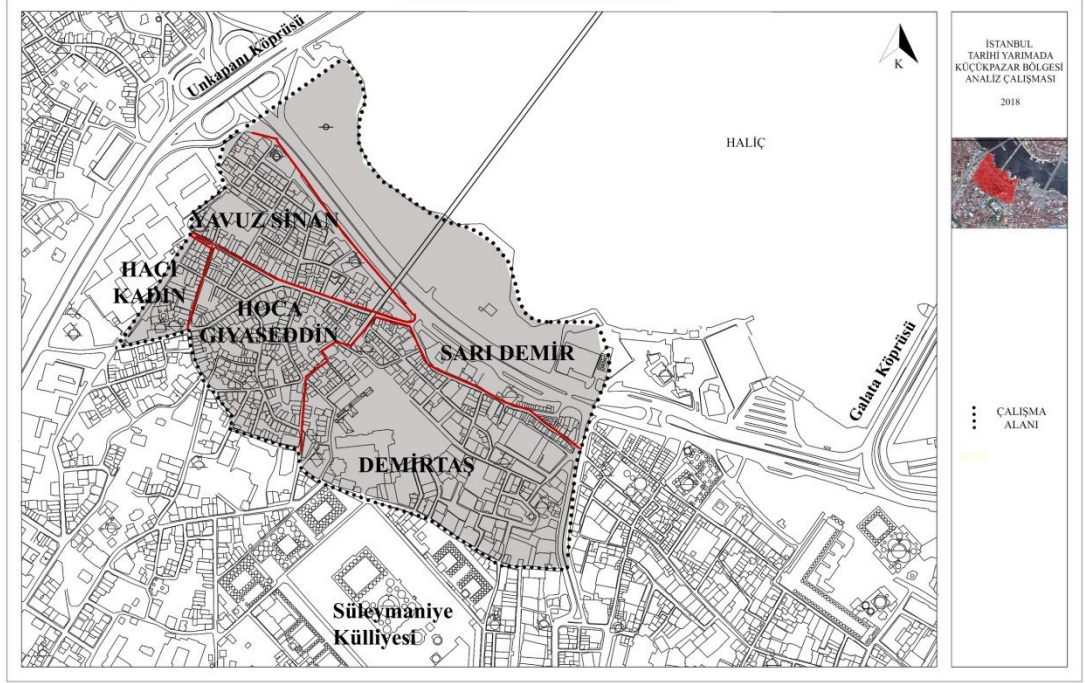 Unkapanı Köprüsü
K
HALİÇ
YAVUZ SİNAN
HACI
KADIN
HOCA
GIYASEDDİN
SARI DEMİR
DEMİRTAŞ
Galata Köprüsü
Süleymaniye
Külliyesi
İSTANBUL
TARİHİ YARIMADA
KÜÇÜKPAZAR BÖLGESİ
ANALİZ ÇALIŞMASI
2018
ÇALIŞMA
ALANI